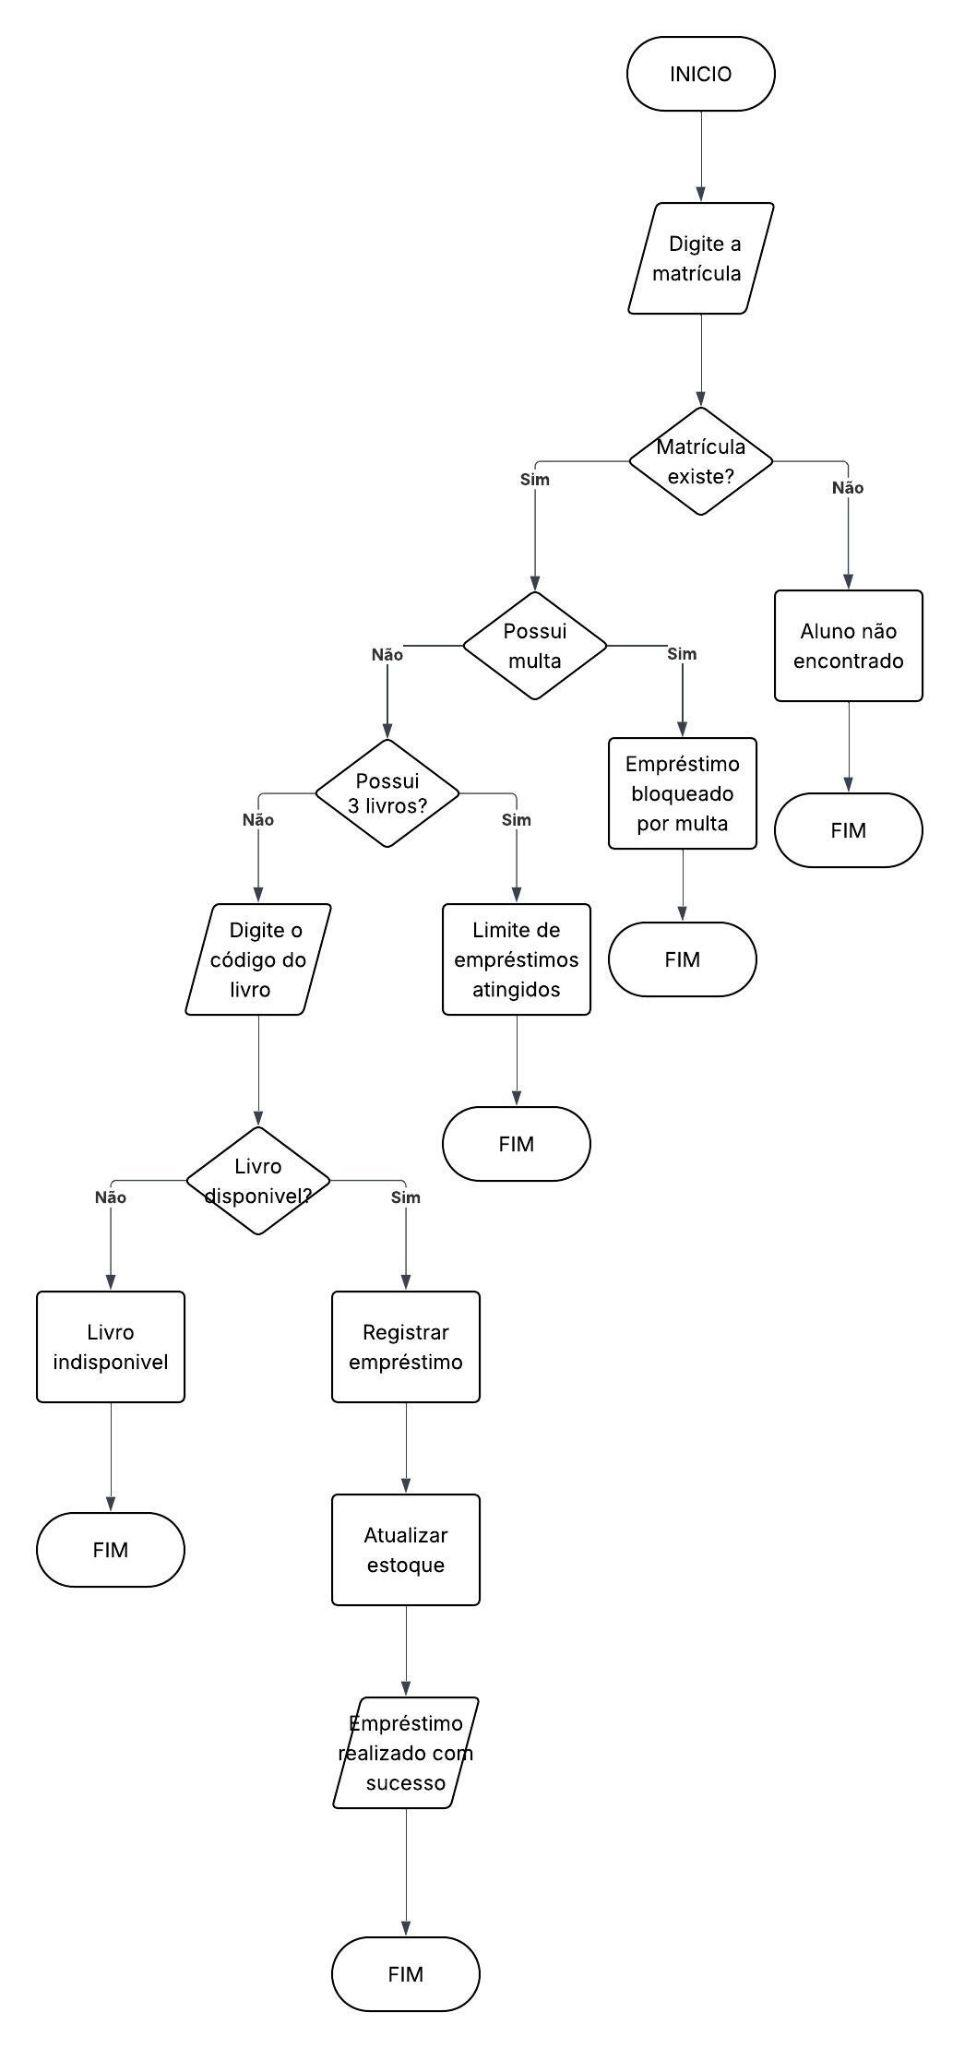 INICIO
Digite a
matrícula
Matrícula
existe?
Sim
Não
Possui
multa
Aluno não
encontrado
Não
Sim
Possui
3 livros?
Empréstimo
bloqueado
por multa
FIM
Não
Sim
Digite o
código do
livro
Limite de
empréstimos
atingidos
FIM
FIM
Livro
disponivel?
Não
Sim
Livro
indisponivel
Registrar
empréstimo
FIM
Atualizar
estoque
Empréstimo
realizado com
sucesso
FIM